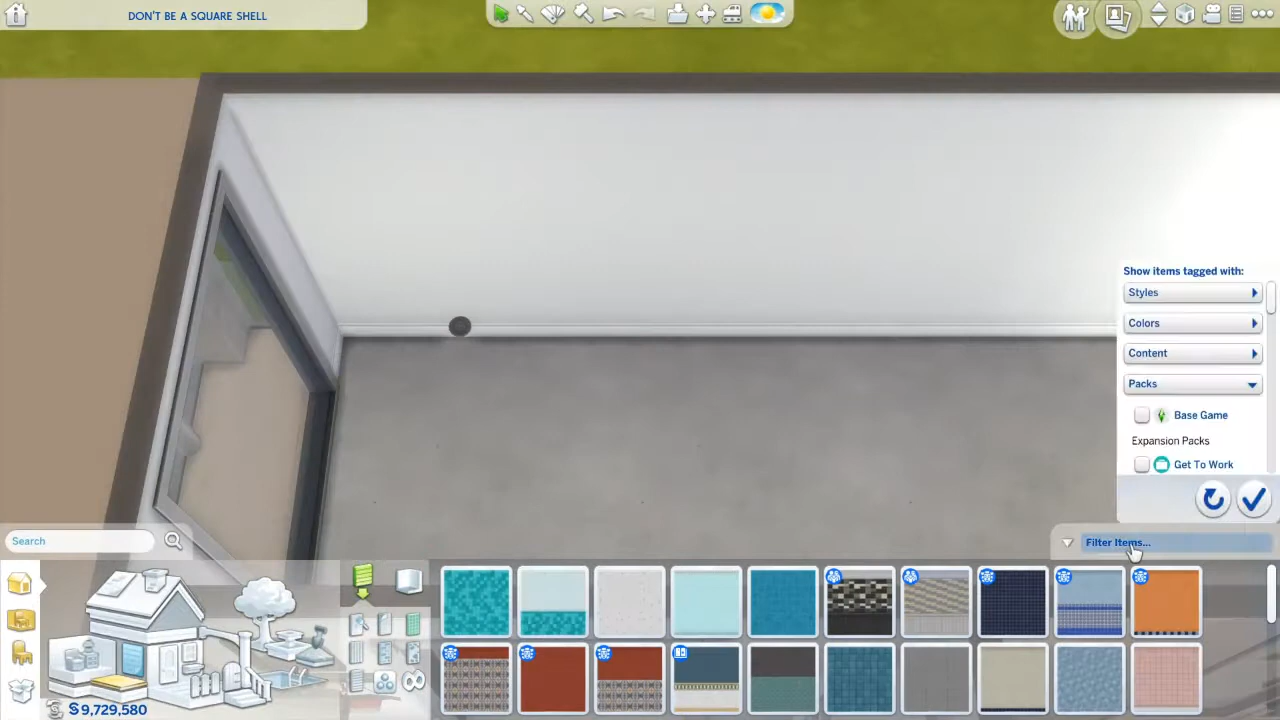 DON'T BE A SQUARE SHELL
Show items tagged with:
Styles
Colors
Content
Packs
Base Game
Expansion Packs
Get To Work
Search
Filter Items...
§9,729,580